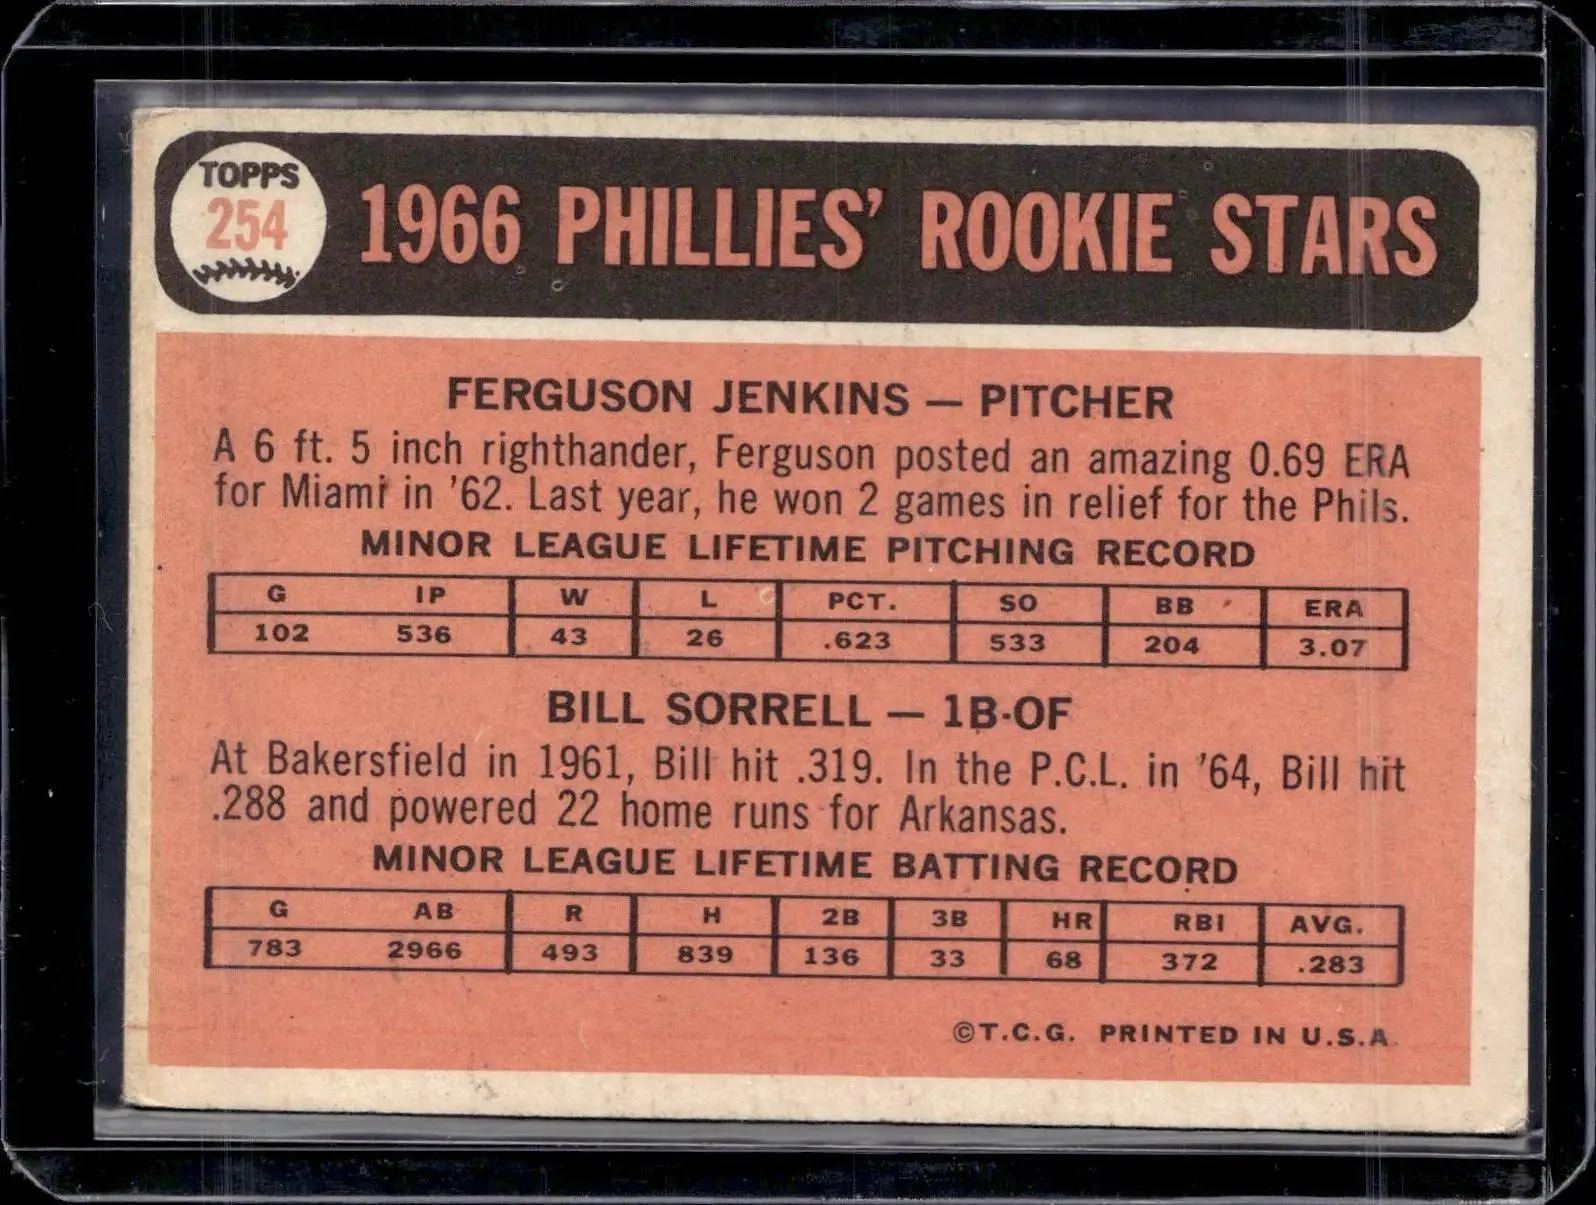 TOPPS
254
1966 PHILLIES' ROOKIE STARS
FERGUSON JENKINS — PITCHER
A 6 ft. 5 inch righthander, Ferguson posted an amazing 0.69 ERA
for Miami in '62. Last year, he won 2 games in relief for the Phils.
MINOR LEAGUE LIFETIME PITCHING RECORD
G IP W L PCT. SO BB ERA
102 536 43 26 .623 533 204 3.07
BILL SORRELL — 1B-OF
At Bakersfield in 1961, Bill hit .319. In the P.C.L. in '64, Bill hit
.288 and powered 22 home runs for Arkansas.
MINOR LEAGUE LIFETIME BATTING RECORD
G AB R H 2B 3B HR RBI AVG.
783 2966 493 839 136 33 68 372 .283
©T.C.G. PRINTED IN U.S.A.